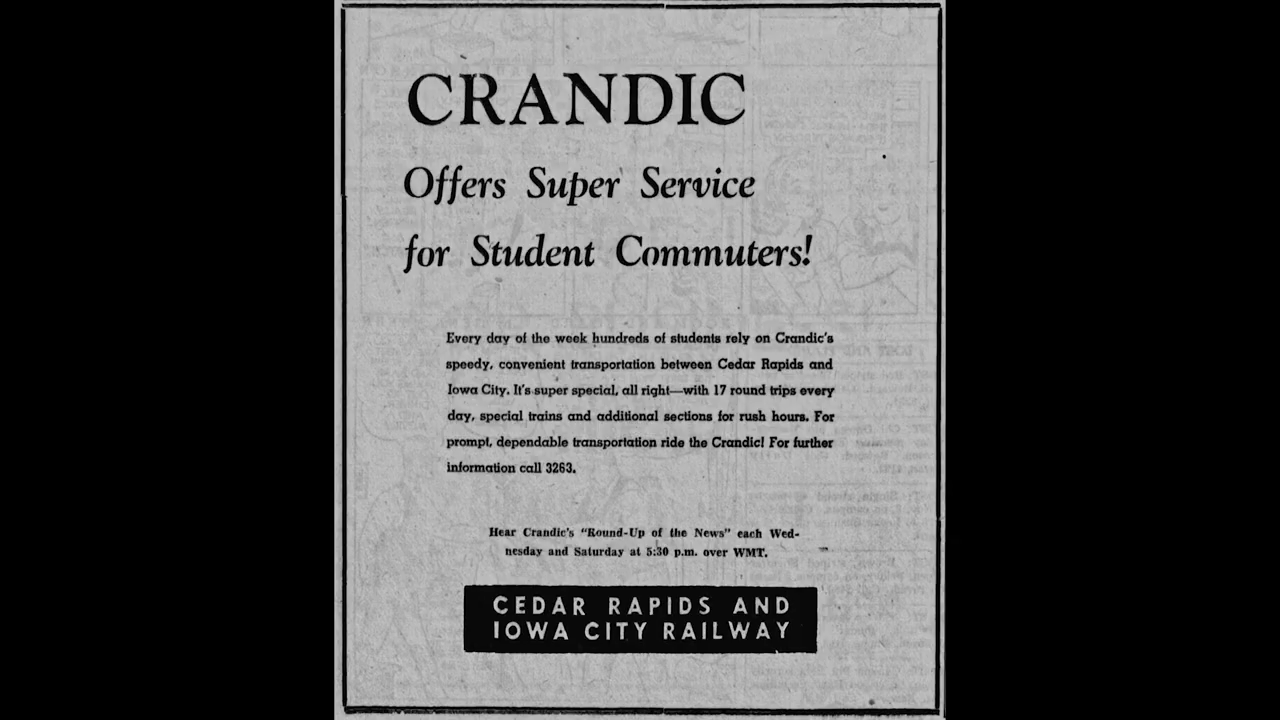 CRANDIC
Offers Super Service
for Student Commuters!
Every day of the week hundreds of students rely on Crandic's
speedy, convenient transportation between Cedar Rapids and
Iowa City. It's super special, all right—with 17 round trips every
day, special trains and additional sections for rush hours. For
prompt, dependable transportation ride the Crandic! For further
information call 3263.
Hear Crandic's "Round-Up of the News" each Wed-
nesday and Saturday at 5:30 p.m. over WMT.
CEDAR RAPIDS AND
IOWA CITY RAILWAY